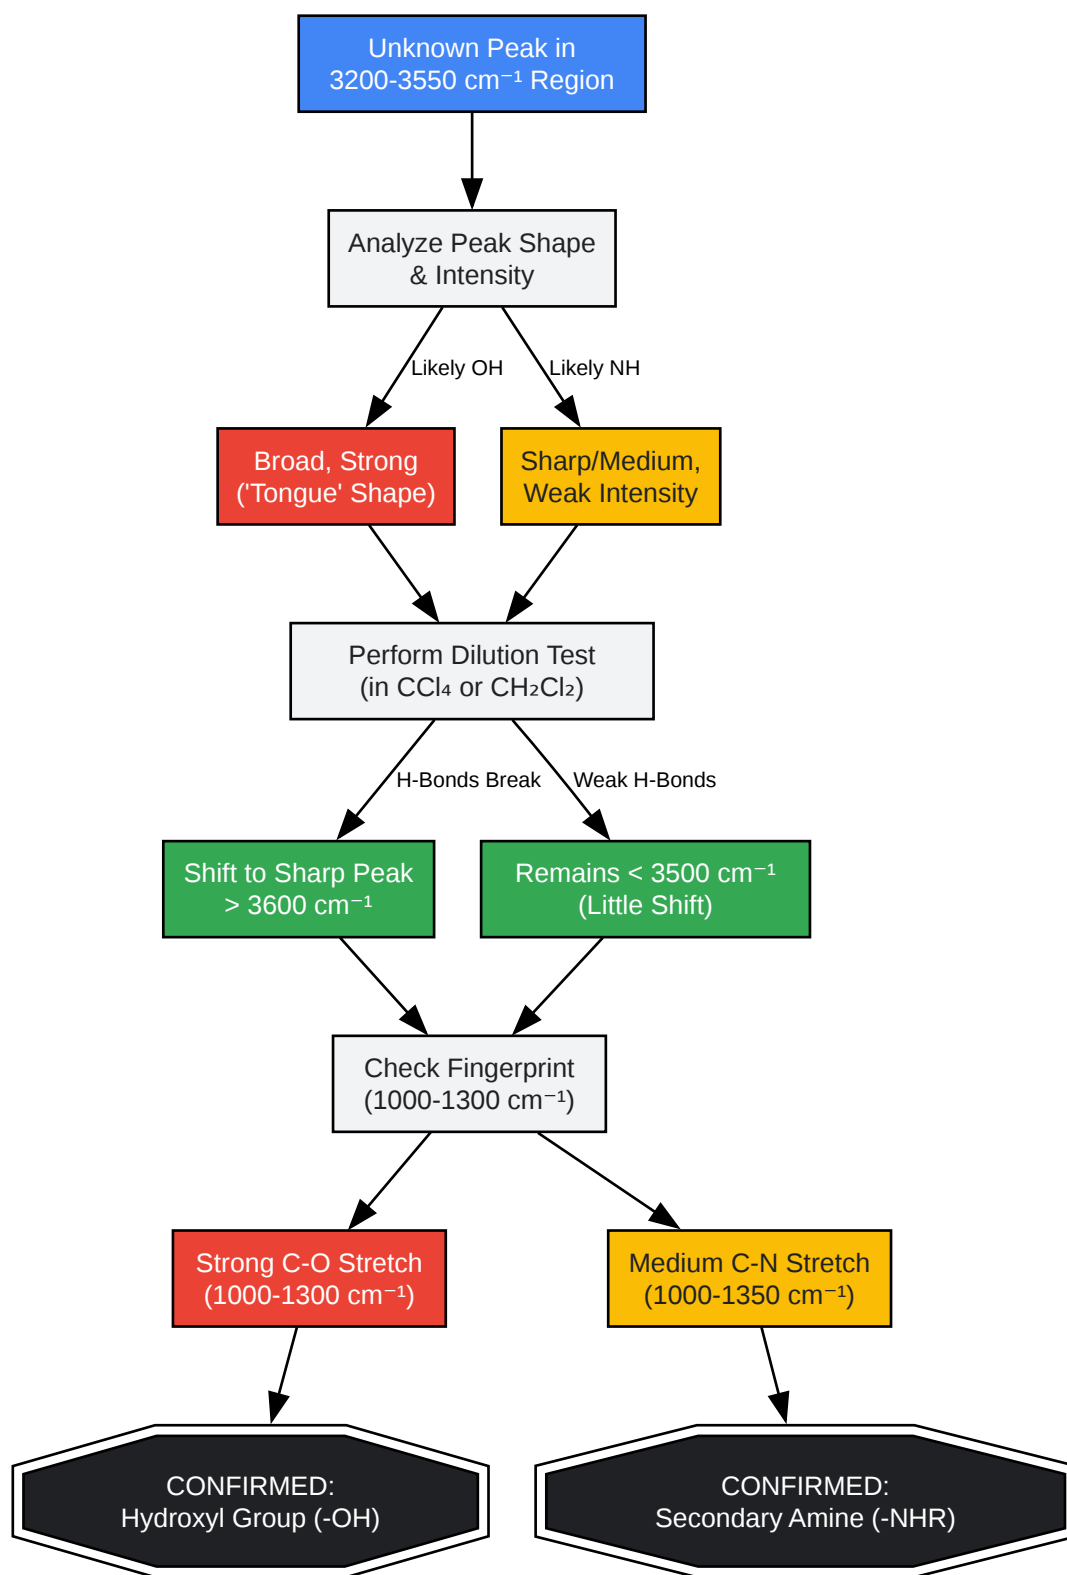 Unknown Peak in
3200-3550 cm⁻¹ Region
Analyze Peak Shape
& Intensity
Likely OH
Likely NH
Broad, Strong
('Tongue' Shape)
Sharp/Medium,
Weak Intensity
Perform Dilution Test
(in CCl₄ or CH₂Cl₂)
H-Bonds Break
Weak H-Bonds
Shift to Sharp Peak
> 3600 cm⁻¹
Remains < 3500 cm⁻¹
(Little Shift)
Check Fingerprint
(1000-1300 cm⁻¹)
Strong C-O Stretch
(1000-1300 cm⁻¹)
Medium C-N Stretch
(1000-1350 cm⁻¹)
CONFIRMED:
Hydroxyl Group (-OH)
CONFIRMED:
Secondary Amine (-NHR)